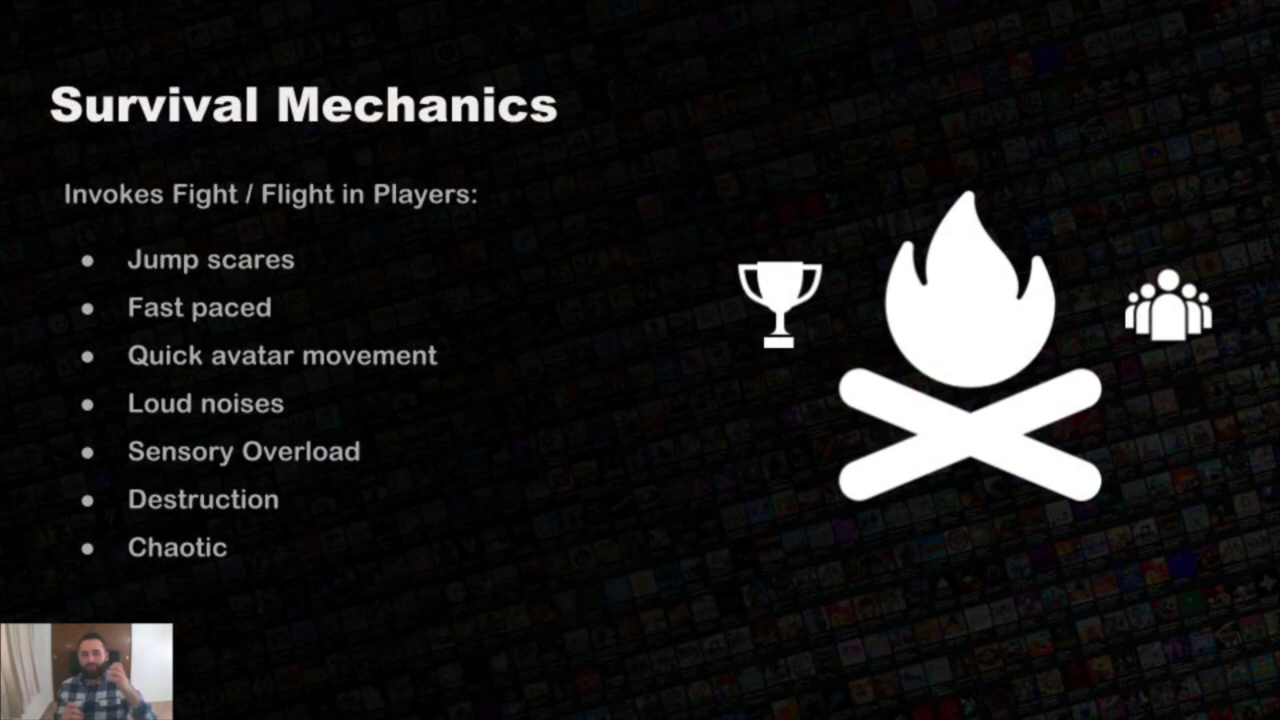 Survival Mechanics
Invokes Fight / Flight in Players:
● Jump scares
● Fast paced
● Quick avatar movement
● Loud noises
● Sensory Overload
● Destruction
● Chaotic